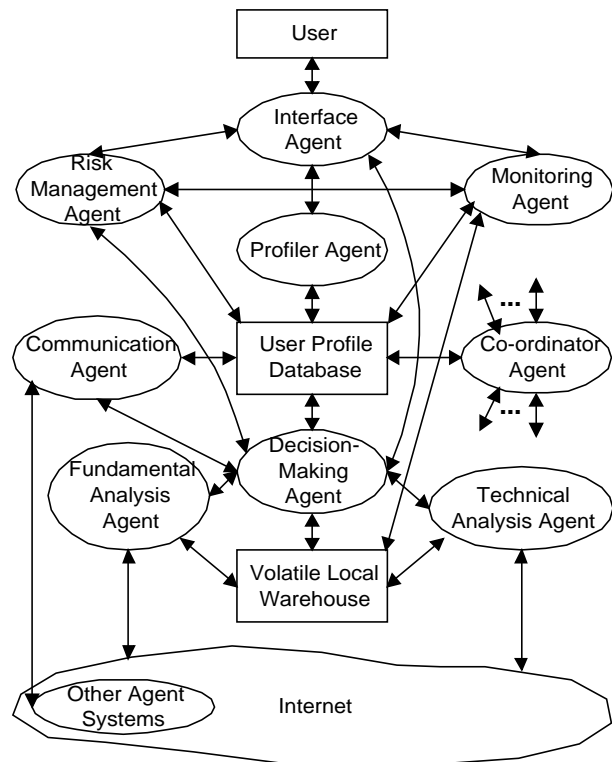 User
Interface
Agent
Risk
Management
Agent
Monitoring
Agent
Profiler Agent
...
Communication
Agent
User Profile
Database
Co-ordinator
Agent
...
Decision-
Making
Agent
Fundamental
Analysis
Agent
Technical
Analysis Agent
Volatile Local
Warehouse
Other Agent
Systems
Internet